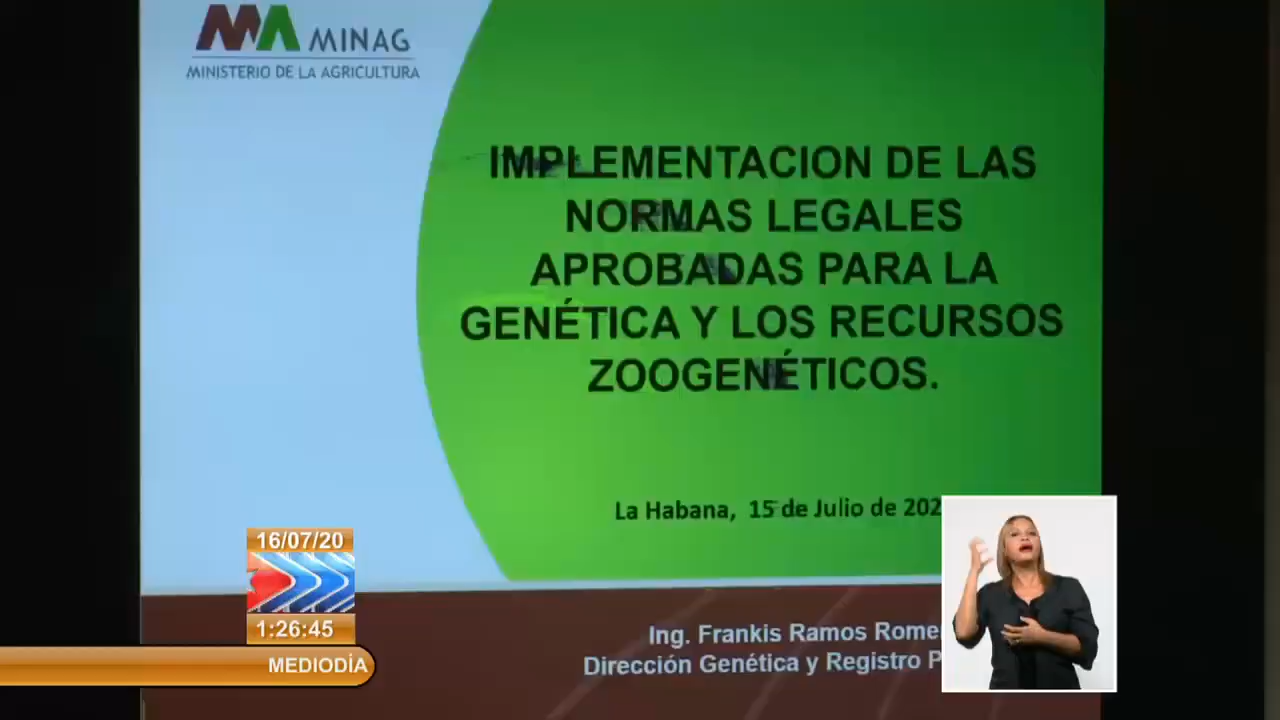 MINAG
MINISTERIO DE LA AGRICULTURA
IMPLEMENTACION DE LAS
NORMAS LEGALES
APROBADAS PARA LA
GENÉTICA Y LOS RECURSOS
ZOOGENÉTICOS.
La Habana, 15 de Julio de
16/07/20
1:26:45
MEDIODÍA
Ing. Frankis Ramos
Dirección Genética y Registro